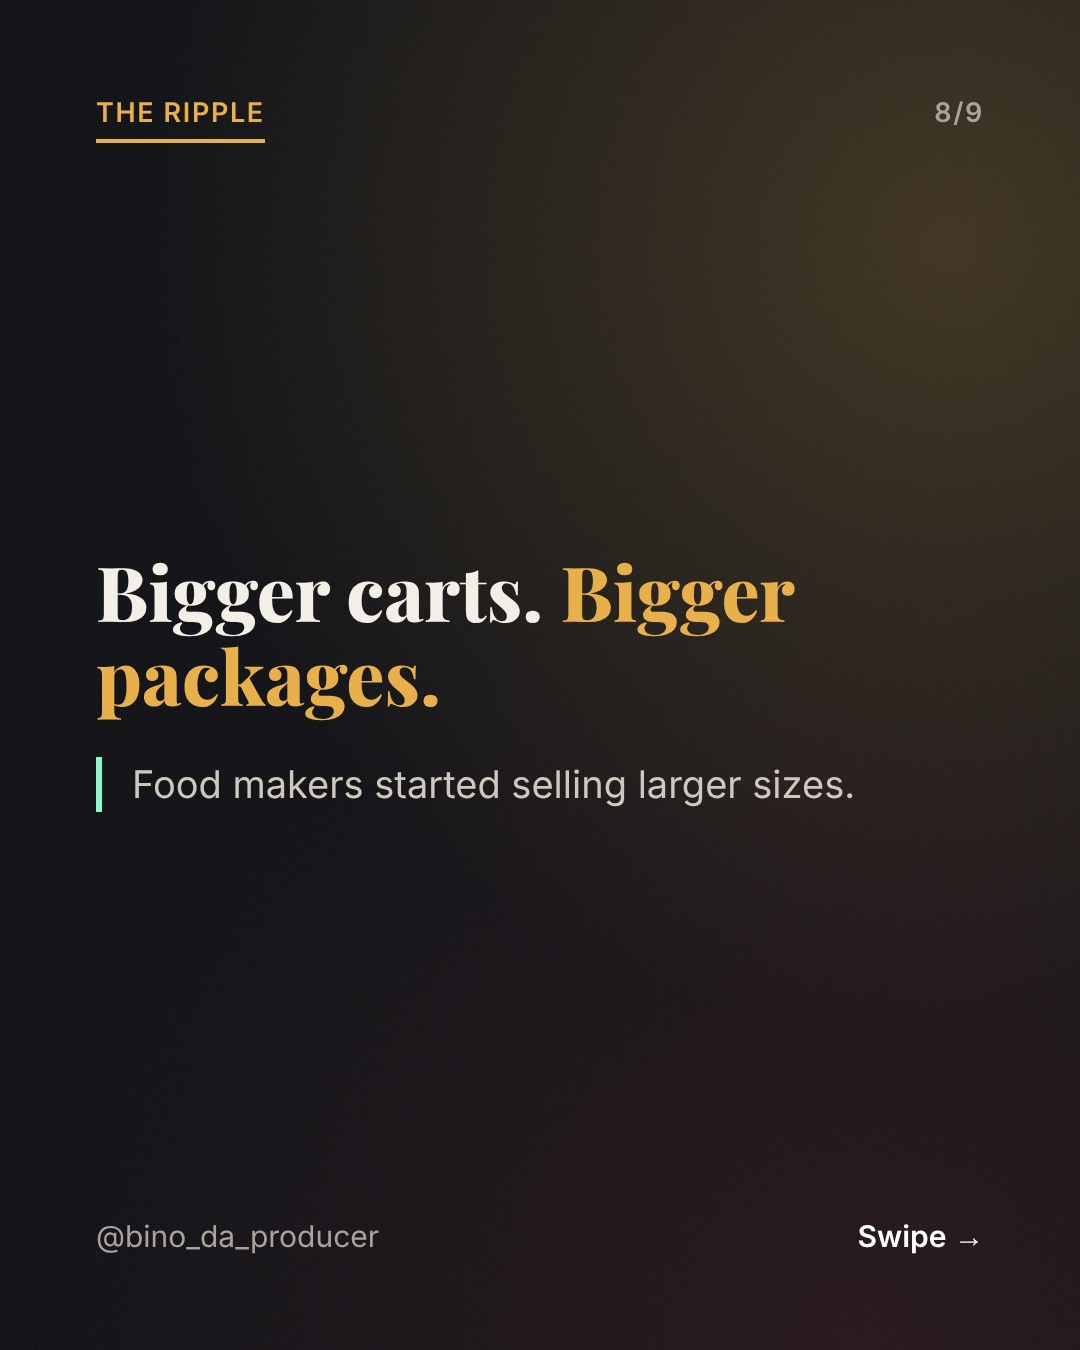 THE RIPPLE
8/9
Bigger carts. Bigger
packages.
Food makers started selling larger sizes.
@bino_da_producer
Swipe →